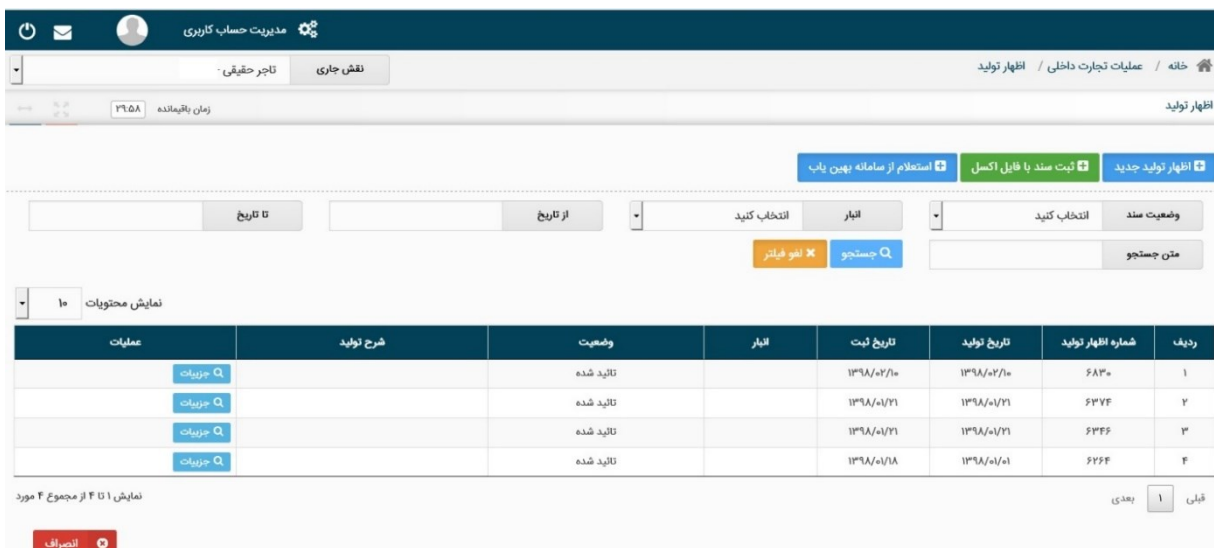 مدیریت حساب کاربری
خانه / عملیات تجارت داخلی / اظهار تولید
نقش جاری تاجر حقیقی -
اظهار تولید
زمان باقیمانده ۲۹:۵۸
اظهار تولید جدید ثبت سند با فایل اکسل استعلام از سامانه بهین یاب
وضعیت سند انتخاب کنید انبار انتخاب کنید از تاریخ تا تاریخ
متن جستجو جستجو لغو فیلتر
نمایش محتویات ۱۰
ردیف شماره اظهار تولید تاریخ تولید تاریخ ثبت انبار وضعیت شرح تولید عملیات
۱ ۶۸۳۰ ۱۳۹۸/۰۲/۱۰ ۱۳۹۸/۰۲/۱۰ تائید شده جزییات
۲ ۶۳۷۴ ۱۳۹۸/۰۱/۲۱ ۱۳۹۸/۰۱/۲۱ تائید شده جزییات
۳ ۶۳۴۶ ۱۳۹۸/۰۱/۲۱ ۱۳۹۸/۰۱/۲۱ تائید شده جزییات
۴ ۶۲۶۴ ۱۳۹۸/۰۱/۰۱ ۱۳۹۸/۰۱/۱۸ تائید شده جزییات
قبلی ۱ بعدی
نمایش ۱ تا ۴ از مجموع ۴ مورد
انصراف